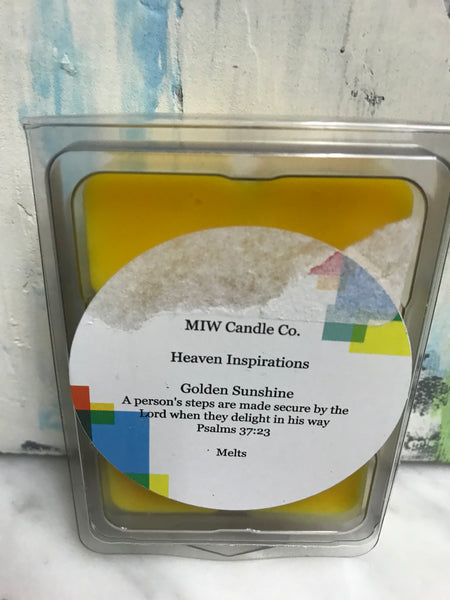 MIW Candle Co.
Heaven Inspirations
Golden Sunshine
A person's steps are made secure by the
Lord when they delight in his way
Psalms 37:23
Melts